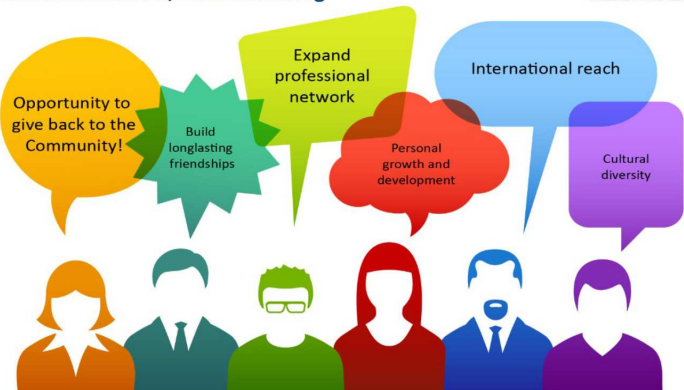 Opportunity to
give back to the
Community!
Build
longlasting
friendships
Expand
professional
network
Personal
growth and
development
International reach
Cultural
diversity